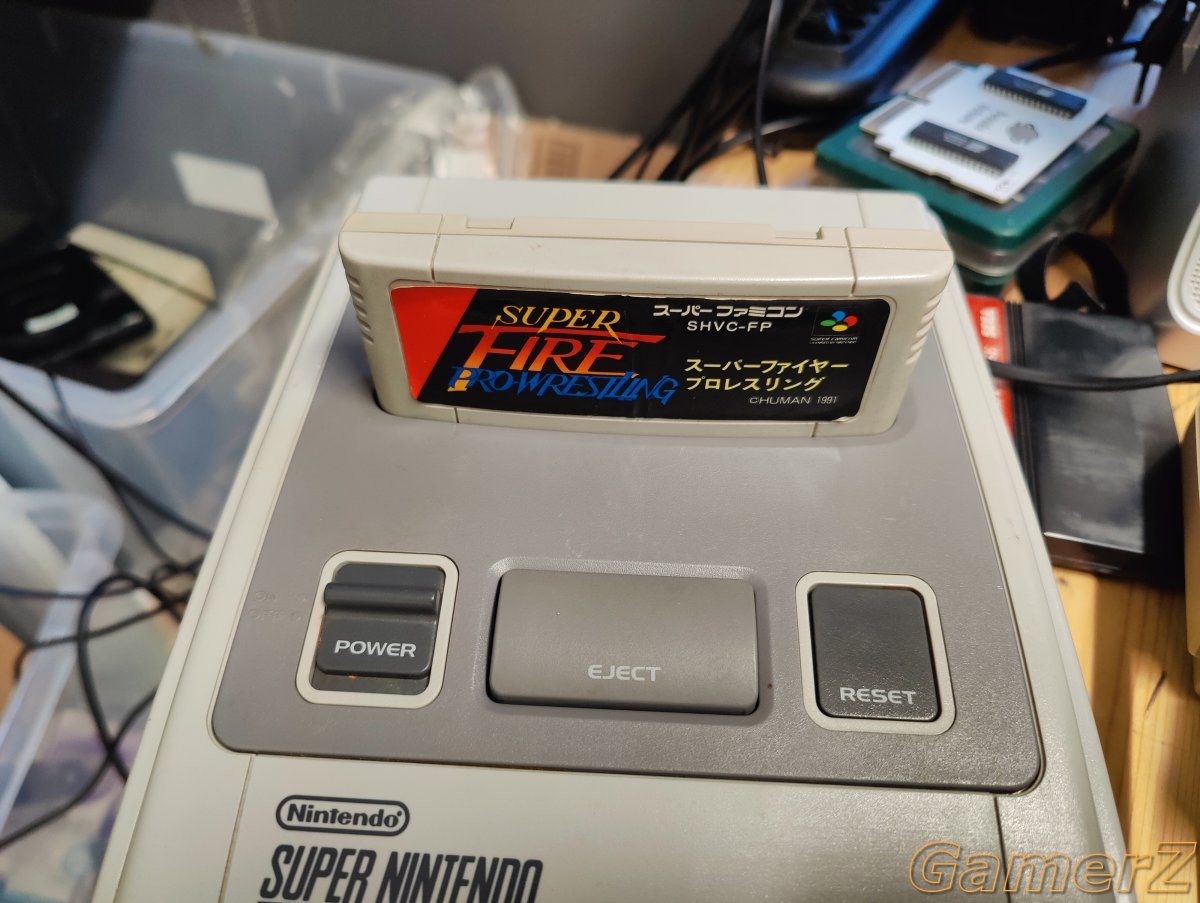 SUPER
FIRE
PRO-WRESTLING
スーパーファミコン
SHVC-FP
スーパーファイヤー
プロレスリング
©HUMAN 1991
SUPER FAMICOM
POWER
EJECT
RESET
Nintendo
SUPER NINTENDO
GamerZ